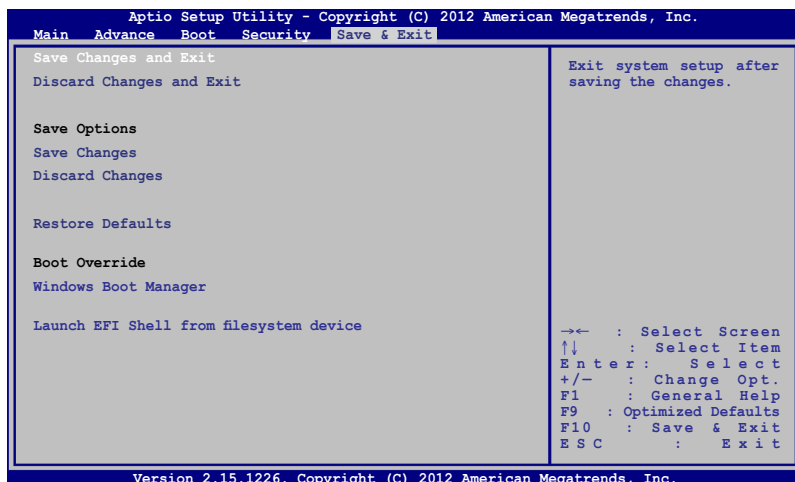 Aptio Setup Utility - Copyright (C) 2012 American Megatrends, Inc.
Main Advance Boot Security Save & Exit
Save Changes and Exit
Discard Changes and Exit
Save Options
Save Changes
Discard Changes
Restore Defaults
Boot Override
Windows Boot Manager
Launch EFI Shell from filesystem device
Exit system setup after
saving the changes.
→← : Select Screen
↑↓ : Select Item
Enter: Select
+/— : Change Opt.
F1 : General Help
F9 : Optimized Defaults
F10 : Save & Exit
ESC : Exit
Version 2.15.1226. Copyright (C) 2012 American Megatrends, Inc.